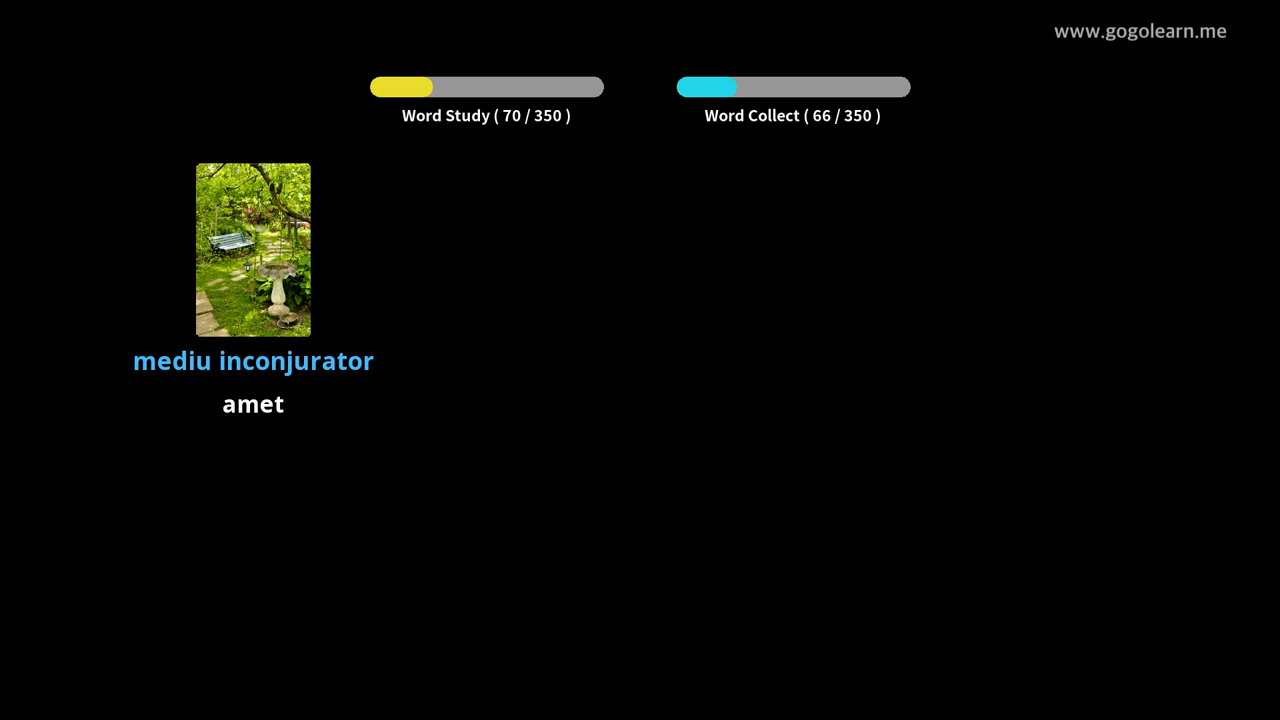 www.gogolearn.me
Word Study ( 70 / 350 )
Word Collect ( 66 / 350 )
mediu inconjurator
amet